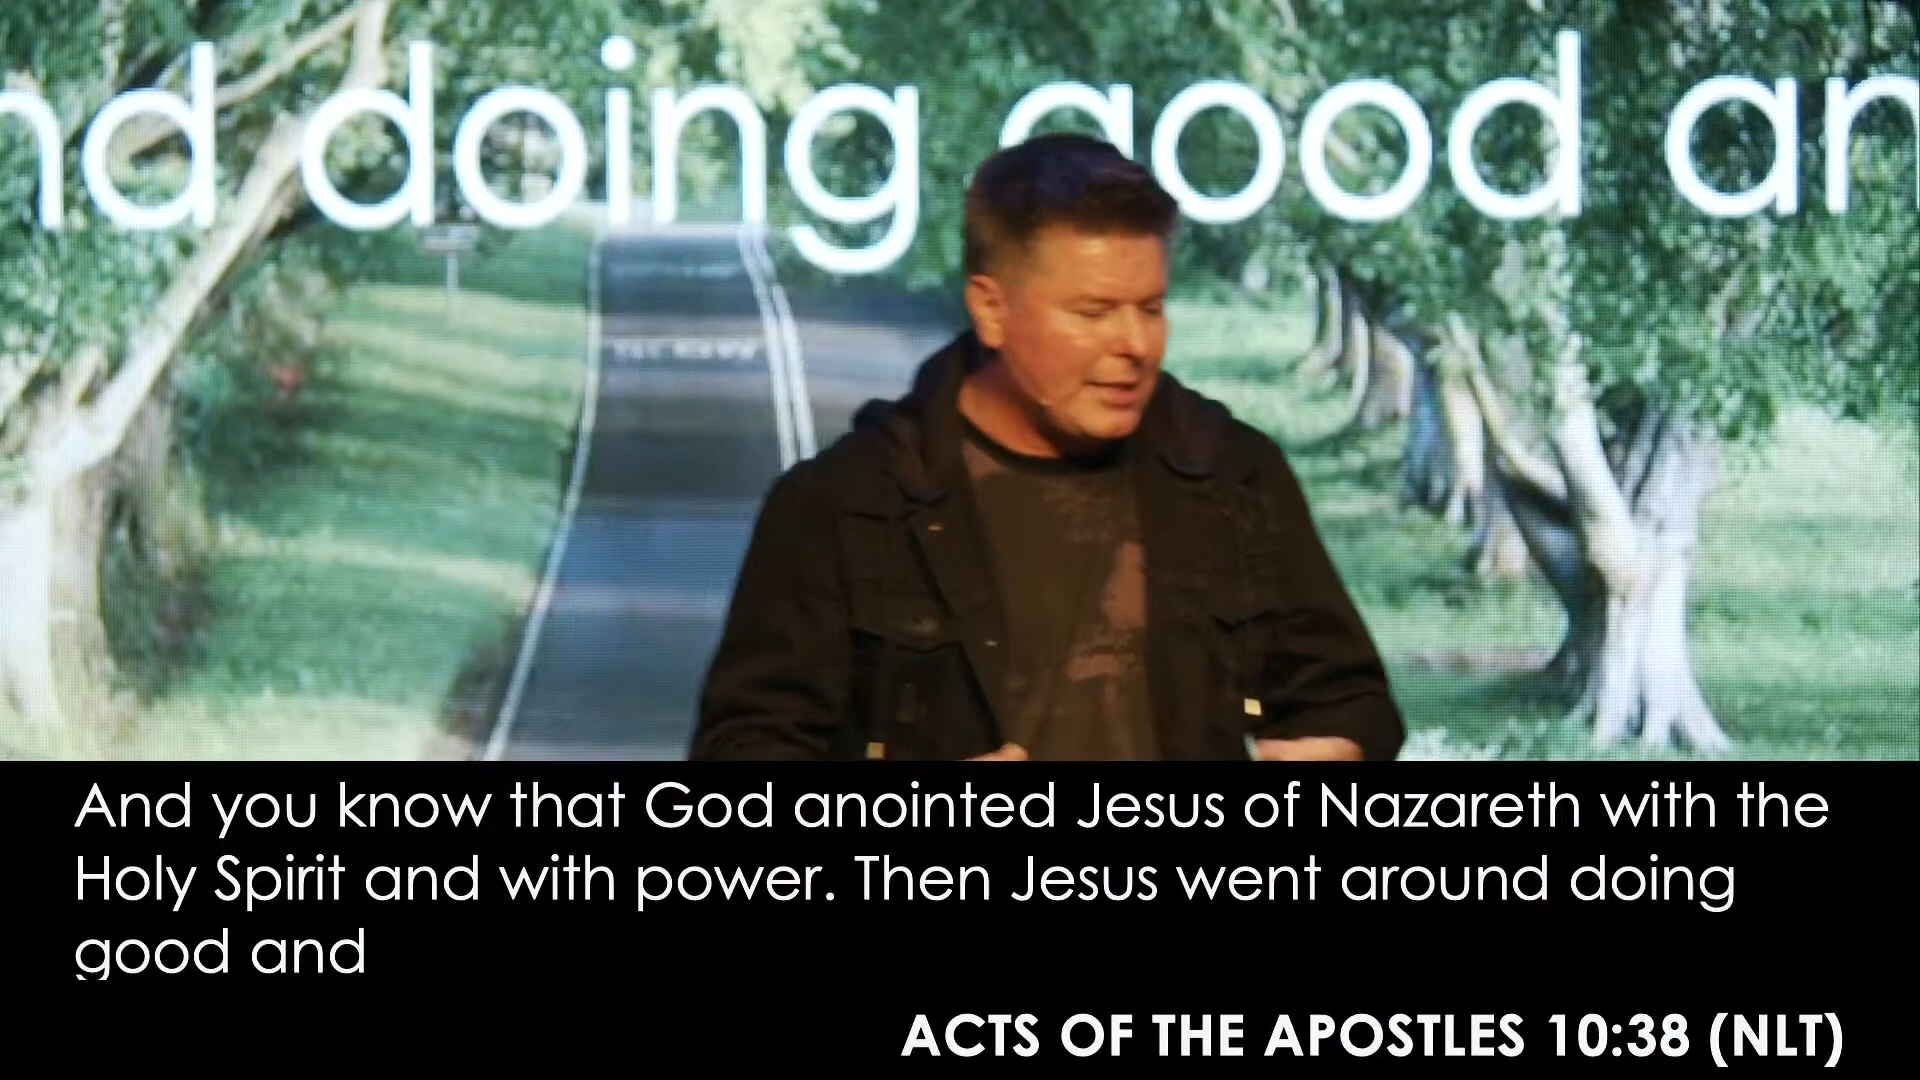 nd doing good an
And you know that God anointed Jesus of Nazareth with the
Holy Spirit and with power. Then Jesus went around doing
good and
ACTS OF THE APOSTLES 10:38 (NLT)